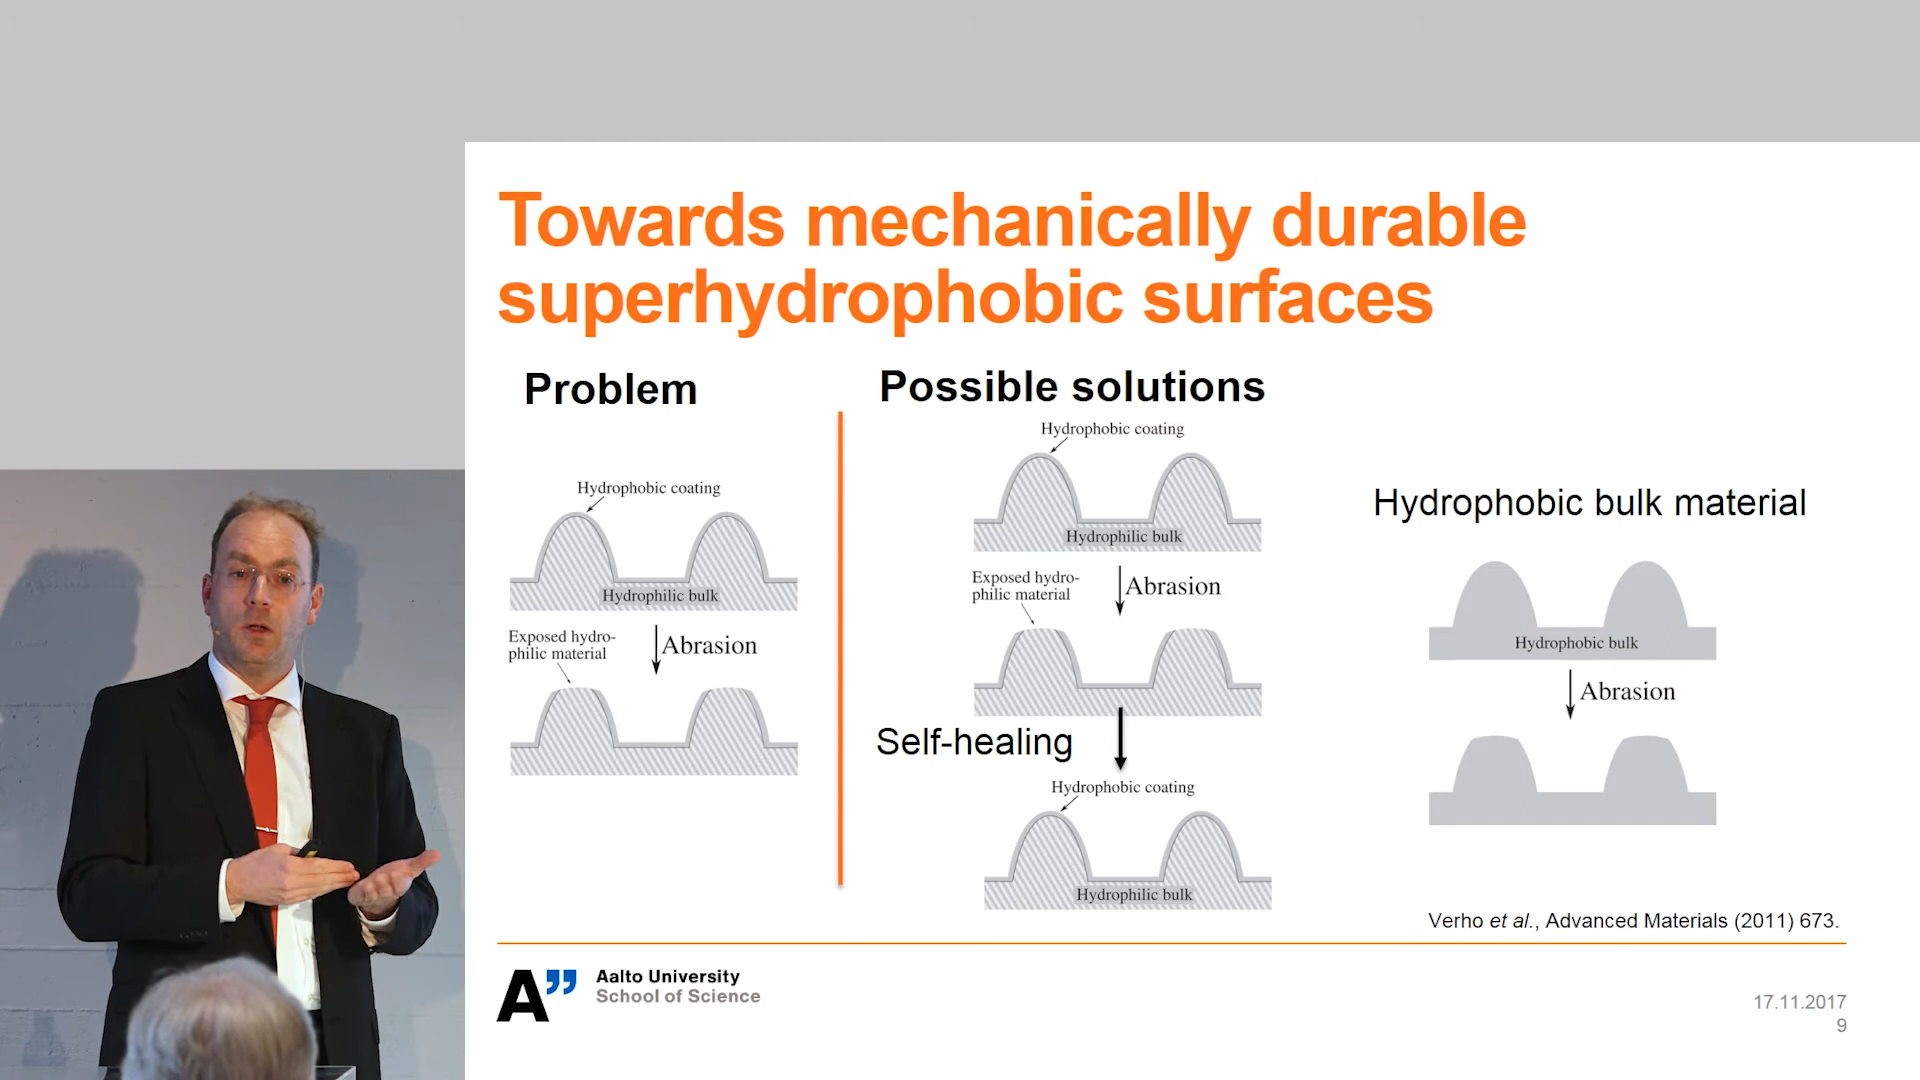 Towards mechanically durable
superhydrophobic surfaces
Problem
Hydrophobic coating
Hydrophilic bulk
Exposed hydro-
philic material
Abrasion
Possible solutions
Hydrophobic coating
Hydrophilic bulk
Exposed hydro-
philic material
Abrasion
Self-healing
Hydrophobic coating
Hydrophilic bulk
Hydrophobic bulk material
Hydrophobic bulk
Abrasion
Verho et al., Advanced Materials (2011) 673.
A”
Aalto University
School of Science
17.11.2017
9